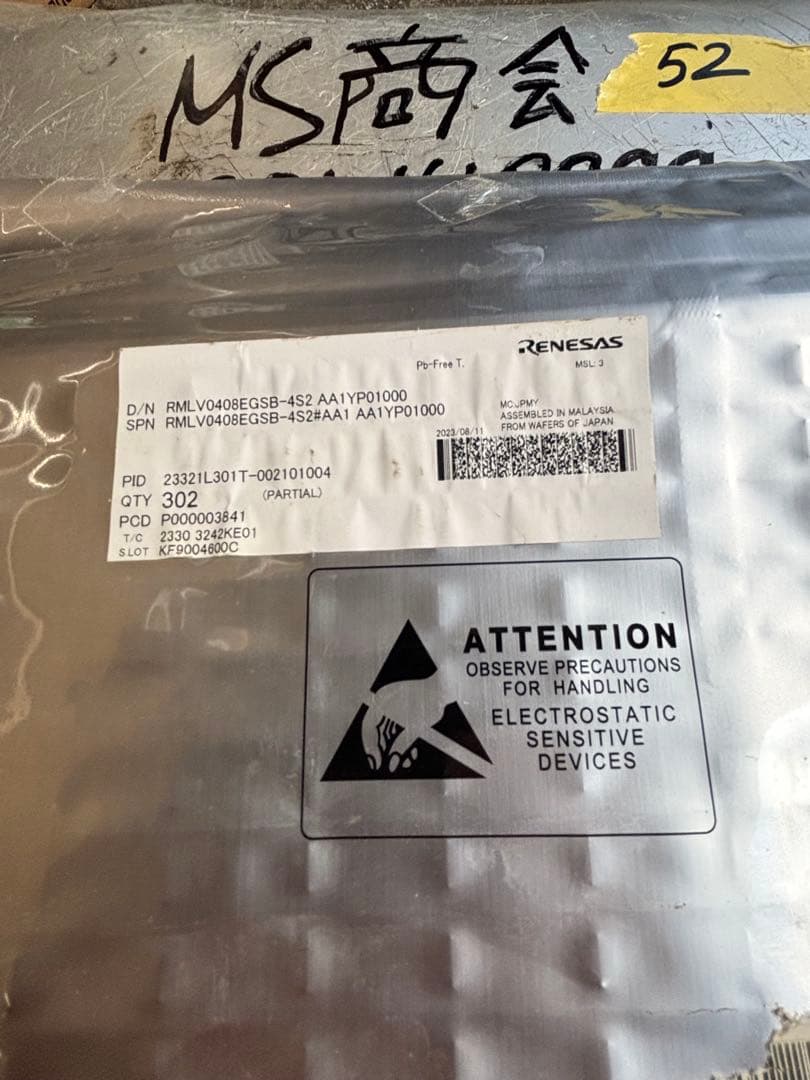 MS商会
52
RENESAS
Pb-Free T.
MSL: 3
D/N RMLV0408EGSB-4S2 AA1YP01000
SPN RMLV0408EGSB-4S2#AA1 AA1YP01000
MCJPMY
ASSEMBLED IN MALAYSIA
FROM WAFERS OF JAPAN
2023/08/11
PID 23321L301T-002101004
QTY 302 (PARTIAL)
PCD P000003841
T/C 2330 3242KE01
SLOT KF9004600C
ATTENTION
OBSERVE PRECAUTIONS
FOR HANDLING
ELECTROSTATIC
SENSITIVE
DEVICES